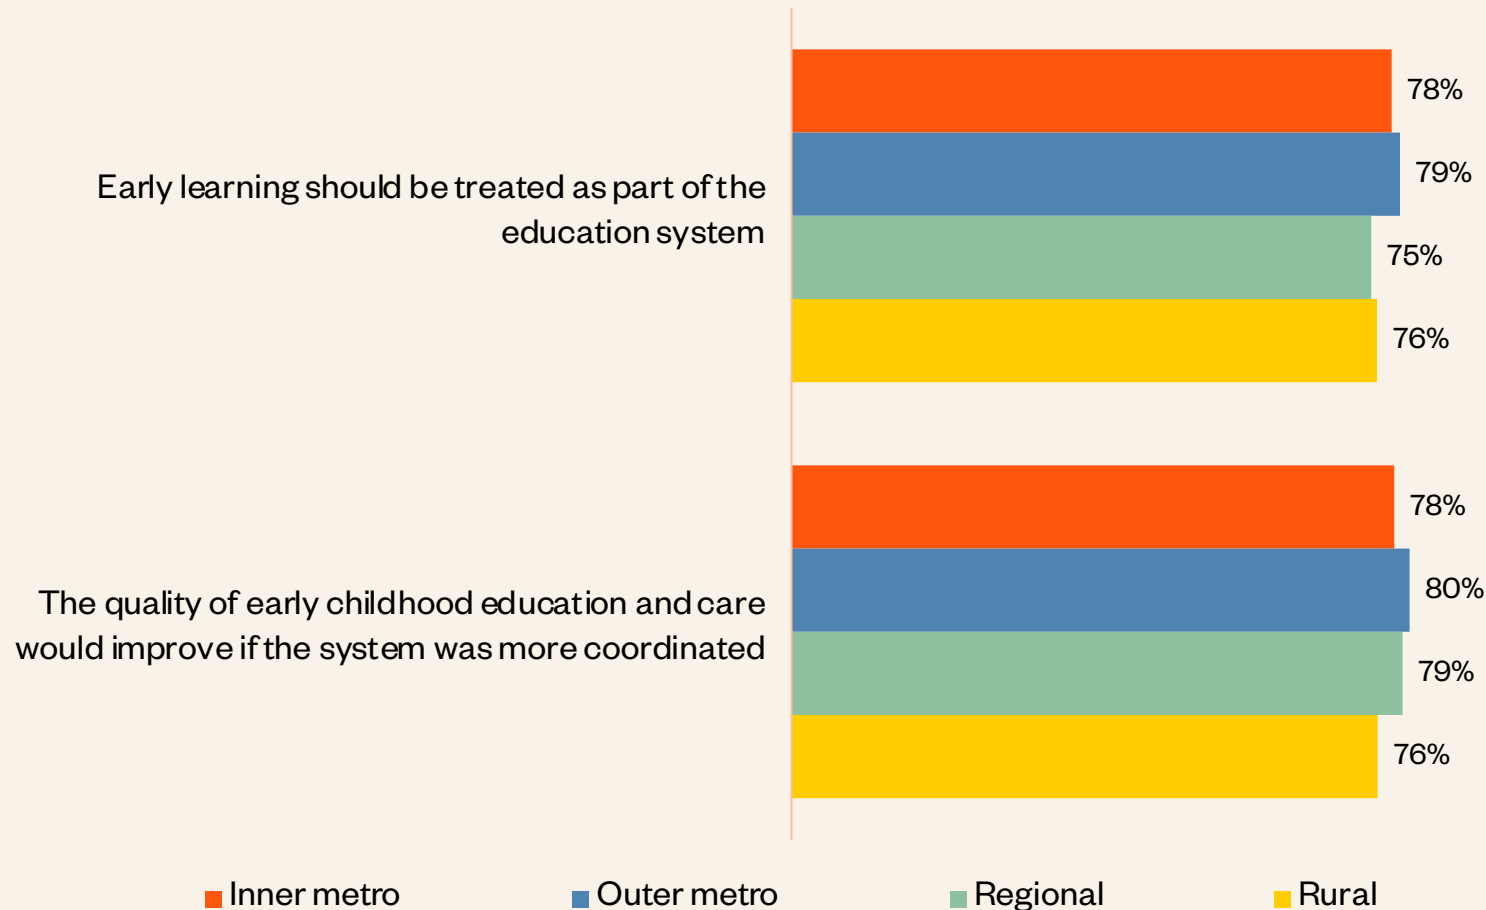 78%
79%
Early learning should be treated as part of the
education system
75%
76%
78%
80%
The quality of early childhood education and care
would improve if the system was more coordinated
79%
76%
Inner metro
Outer metro
Regional
Rural